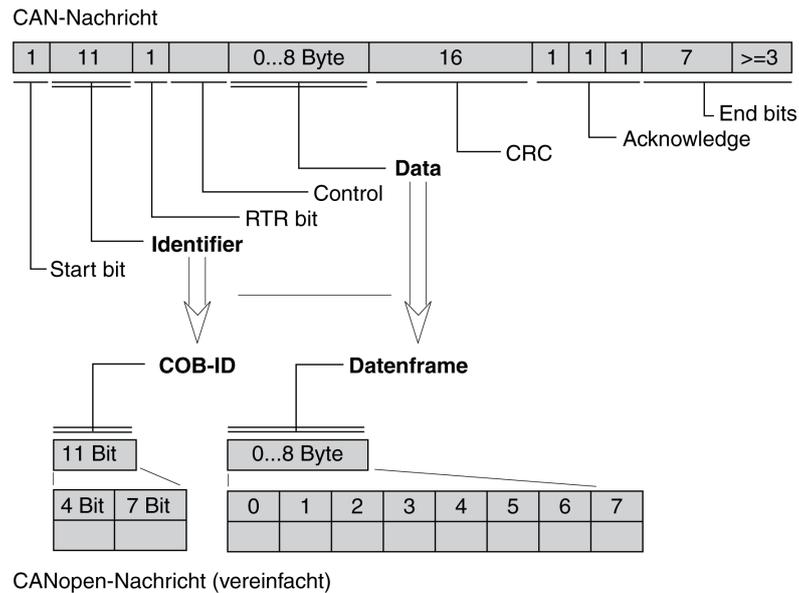 CAN-Nachricht
1 11 1 0...8 Byte 16 1 1 1 7 >=3
End bits
Acknowledge
CRC
Data
Control
RTR bit
Identifier
Start bit
COB-ID Datenframe
11 Bit 0...8 Byte
4 Bit 7 Bit 0 1 2 3 4 5 6 7
CANopen-Nachricht (vereinfacht)